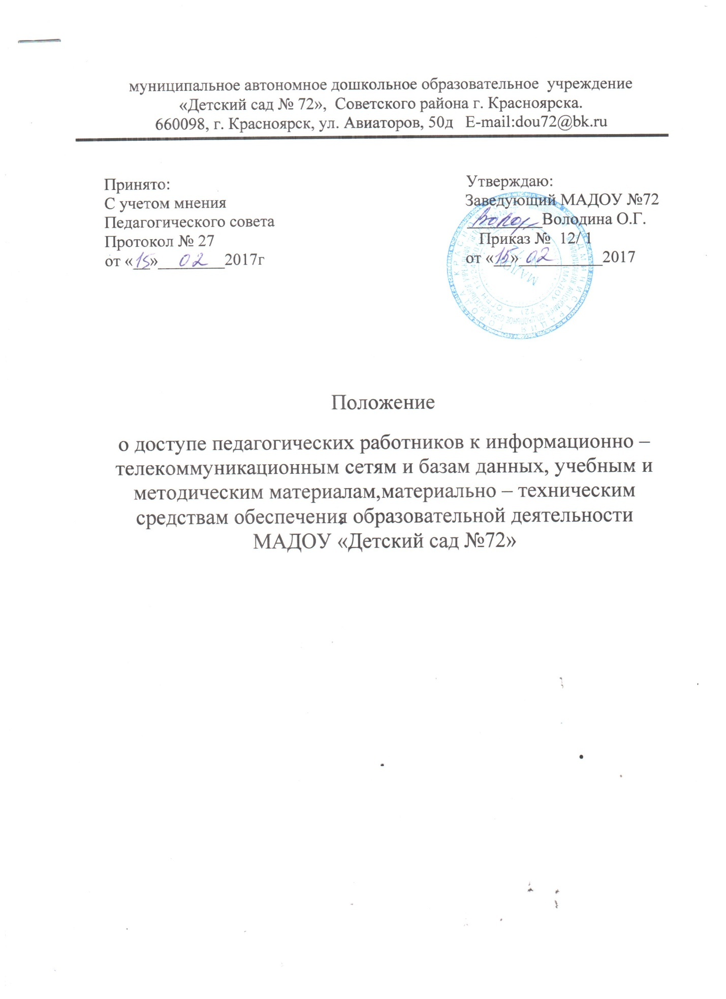 муниципальное автономное дошкольное образовательное учреждение
«Детский сад № 72», Советского района г. Красноярска.
660098, г. Красноярск, ул. Авиаторов, 50д E-mail:dou72@bk.ru
Принято:
С учетом мнения
Педагогического совета
Протокол № 27
от «15» 02 2017г
Утверждаю:
Заведующий МАДОУ №72
Володина О.Г.
Приказ № 12/ 1
от «15» 02 2017
Положение
о доступе педагогических работников к информационно –
телекоммуникационным сетям и базам данных, учебным и
методическим материалам,материально – техническим
средствам обеспечения образовательной деятельности
МАДОУ «Детский сад №72»